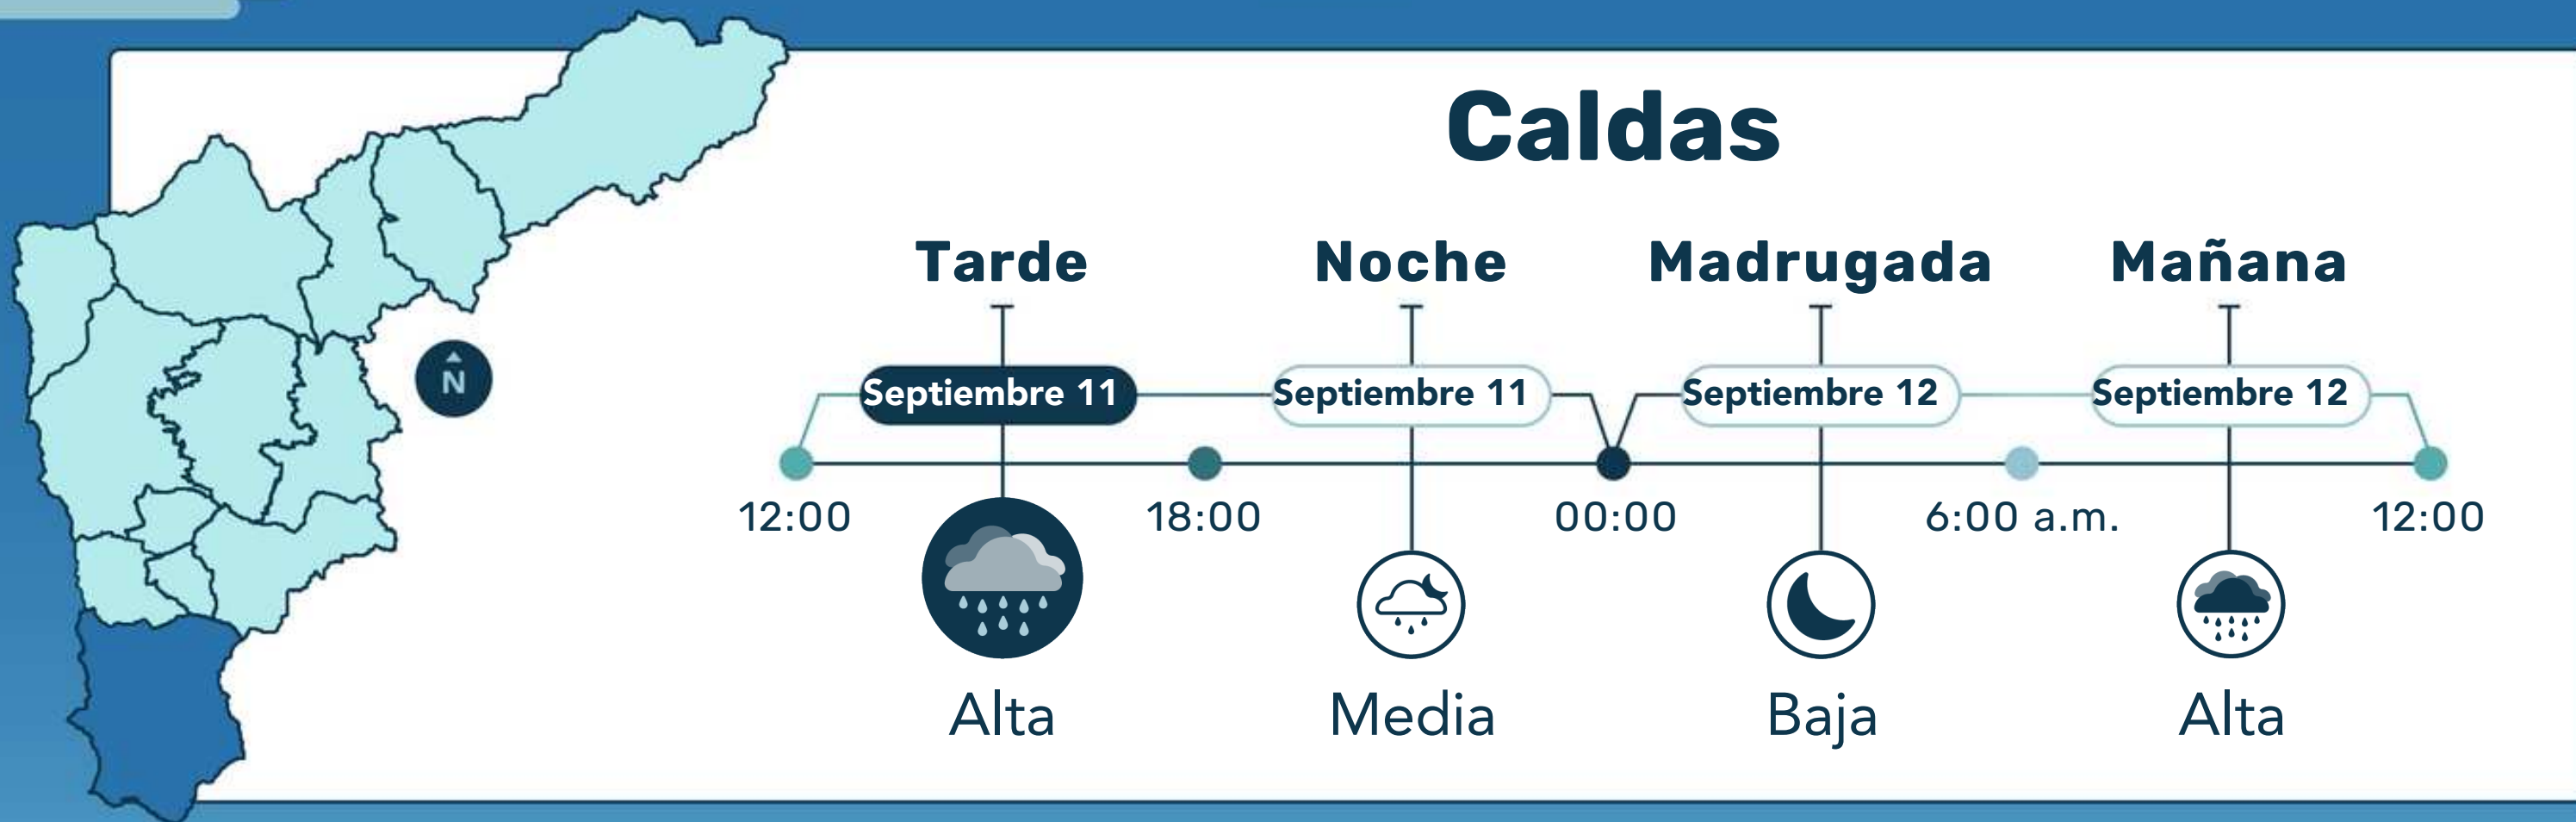 Caldas
Tarde Noche Madrugada Mañana
Septiembre 11 Septiembre 11 Septiembre 12 Septiembre 12
N
12:00 18:00 00:00 6:00 a.m. 12:00
Alta Media Baja Alta